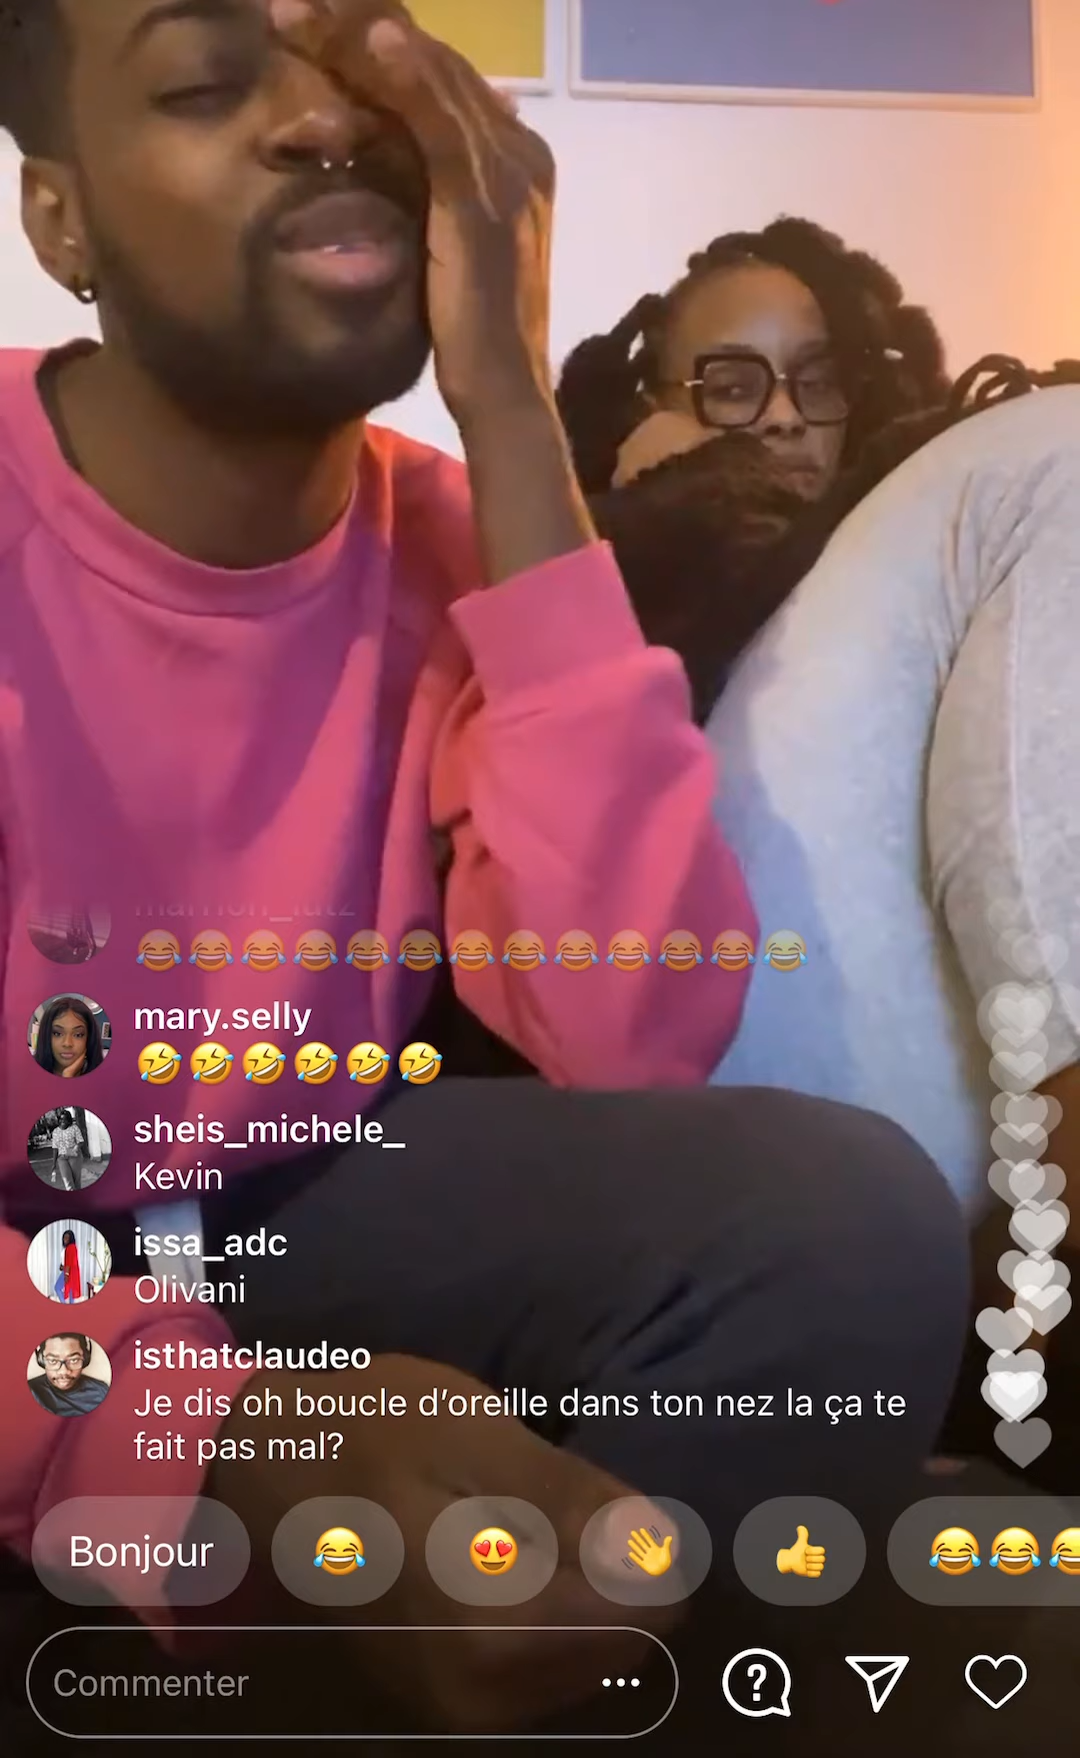 marrion_lutz
😂😂😂😂😂😂😂😂😂😂😂😂😂
mary.selly
🤣🤣🤣🤣🤣🤣
sheis_michele_
Kevin
issa_adc
Olivani
isthatclaudeo
Je dis oh boucle d’oreille dans ton nez la ça te
fait pas mal?
Bonjour 😂 😍 👋 👍 😂😂😂
Commenter ...